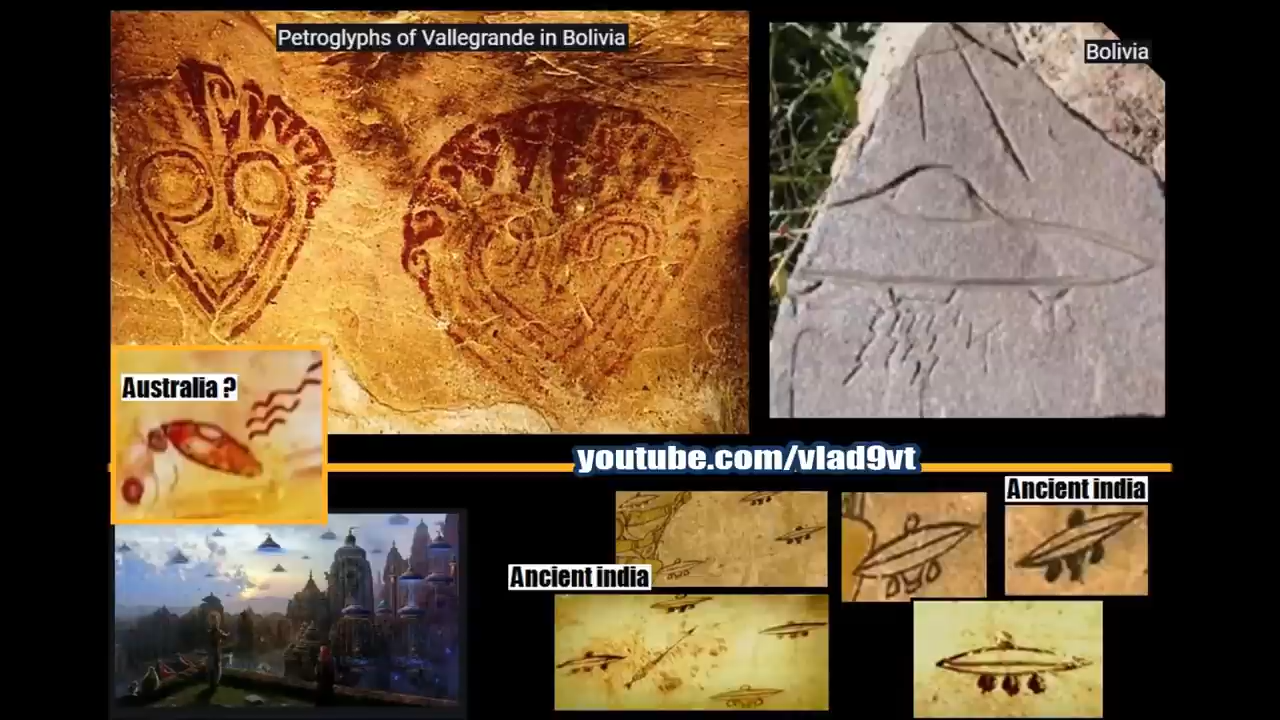 Petroglyphs of Vallegrande in Bolivia
Bolivia
Australia ?
youtube.com/vlad9vt
Ancient india
Ancient india